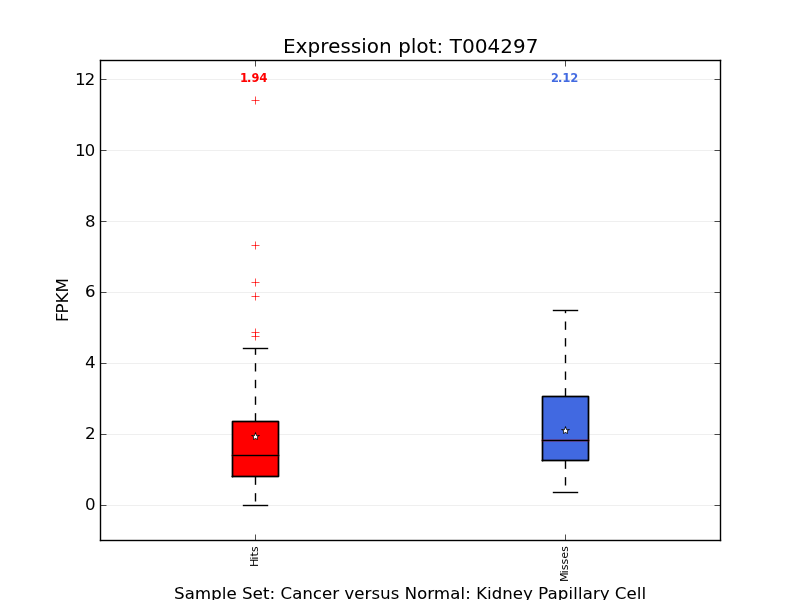 Expression plot: T004297
1.94
2.12
12
10
8
6
4
2
0
FPKM
Hits
Misses
Sample Set: Cancer versus Normal: Kidney Papillary Cell